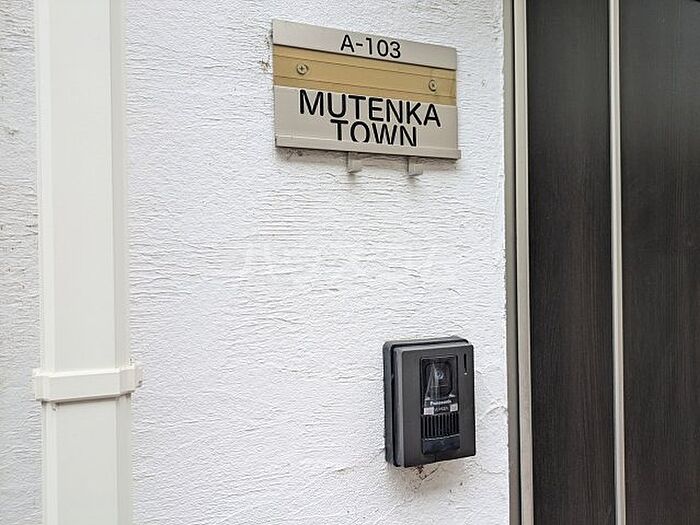 A-103
MUTENKA
TOWN
Panasonic